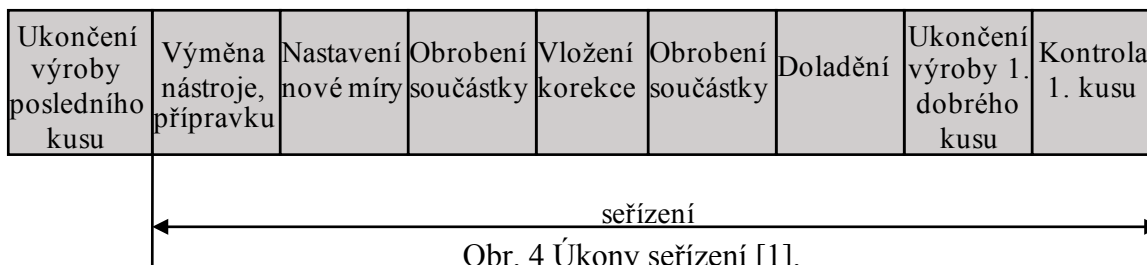 Ukončení
výroby
posledního
kusu
Výměna
nástroje,
přípravku
Nastavení
nové míry
Obrobení
součástky
Vložení
korekce
Obrobení
součástky
Doladění
Ukončení
výroby 1.
dobrého
kusu
Kontrola
1. kusu
seřízení
Obr. 4 Úkony seřízení [1].